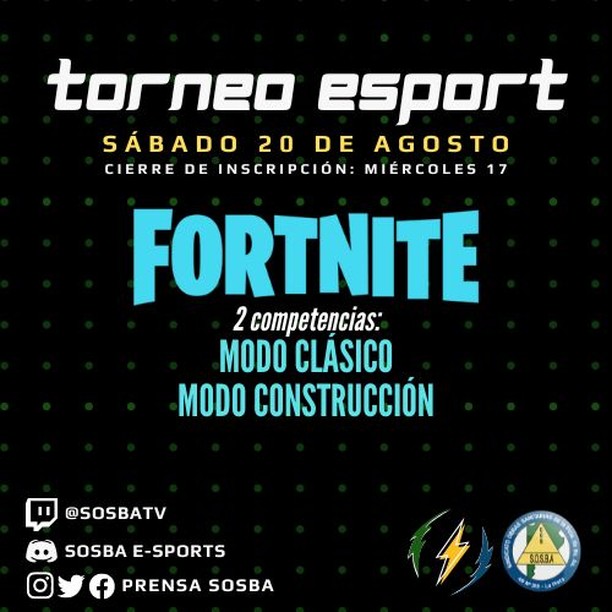 torneo esport
SÁBADO 20 DE AGOSTO
CIERRE DE INSCRIPCIÓN: MIÉRCOLES 17
FORTNITE
2 competencias:
MODO CLÁSICO
MODO CONSTRUCCIÓN
@SOSBATV
SOSBA E-SPORTS
PRENSA SOSBA
S.O.S.B.A